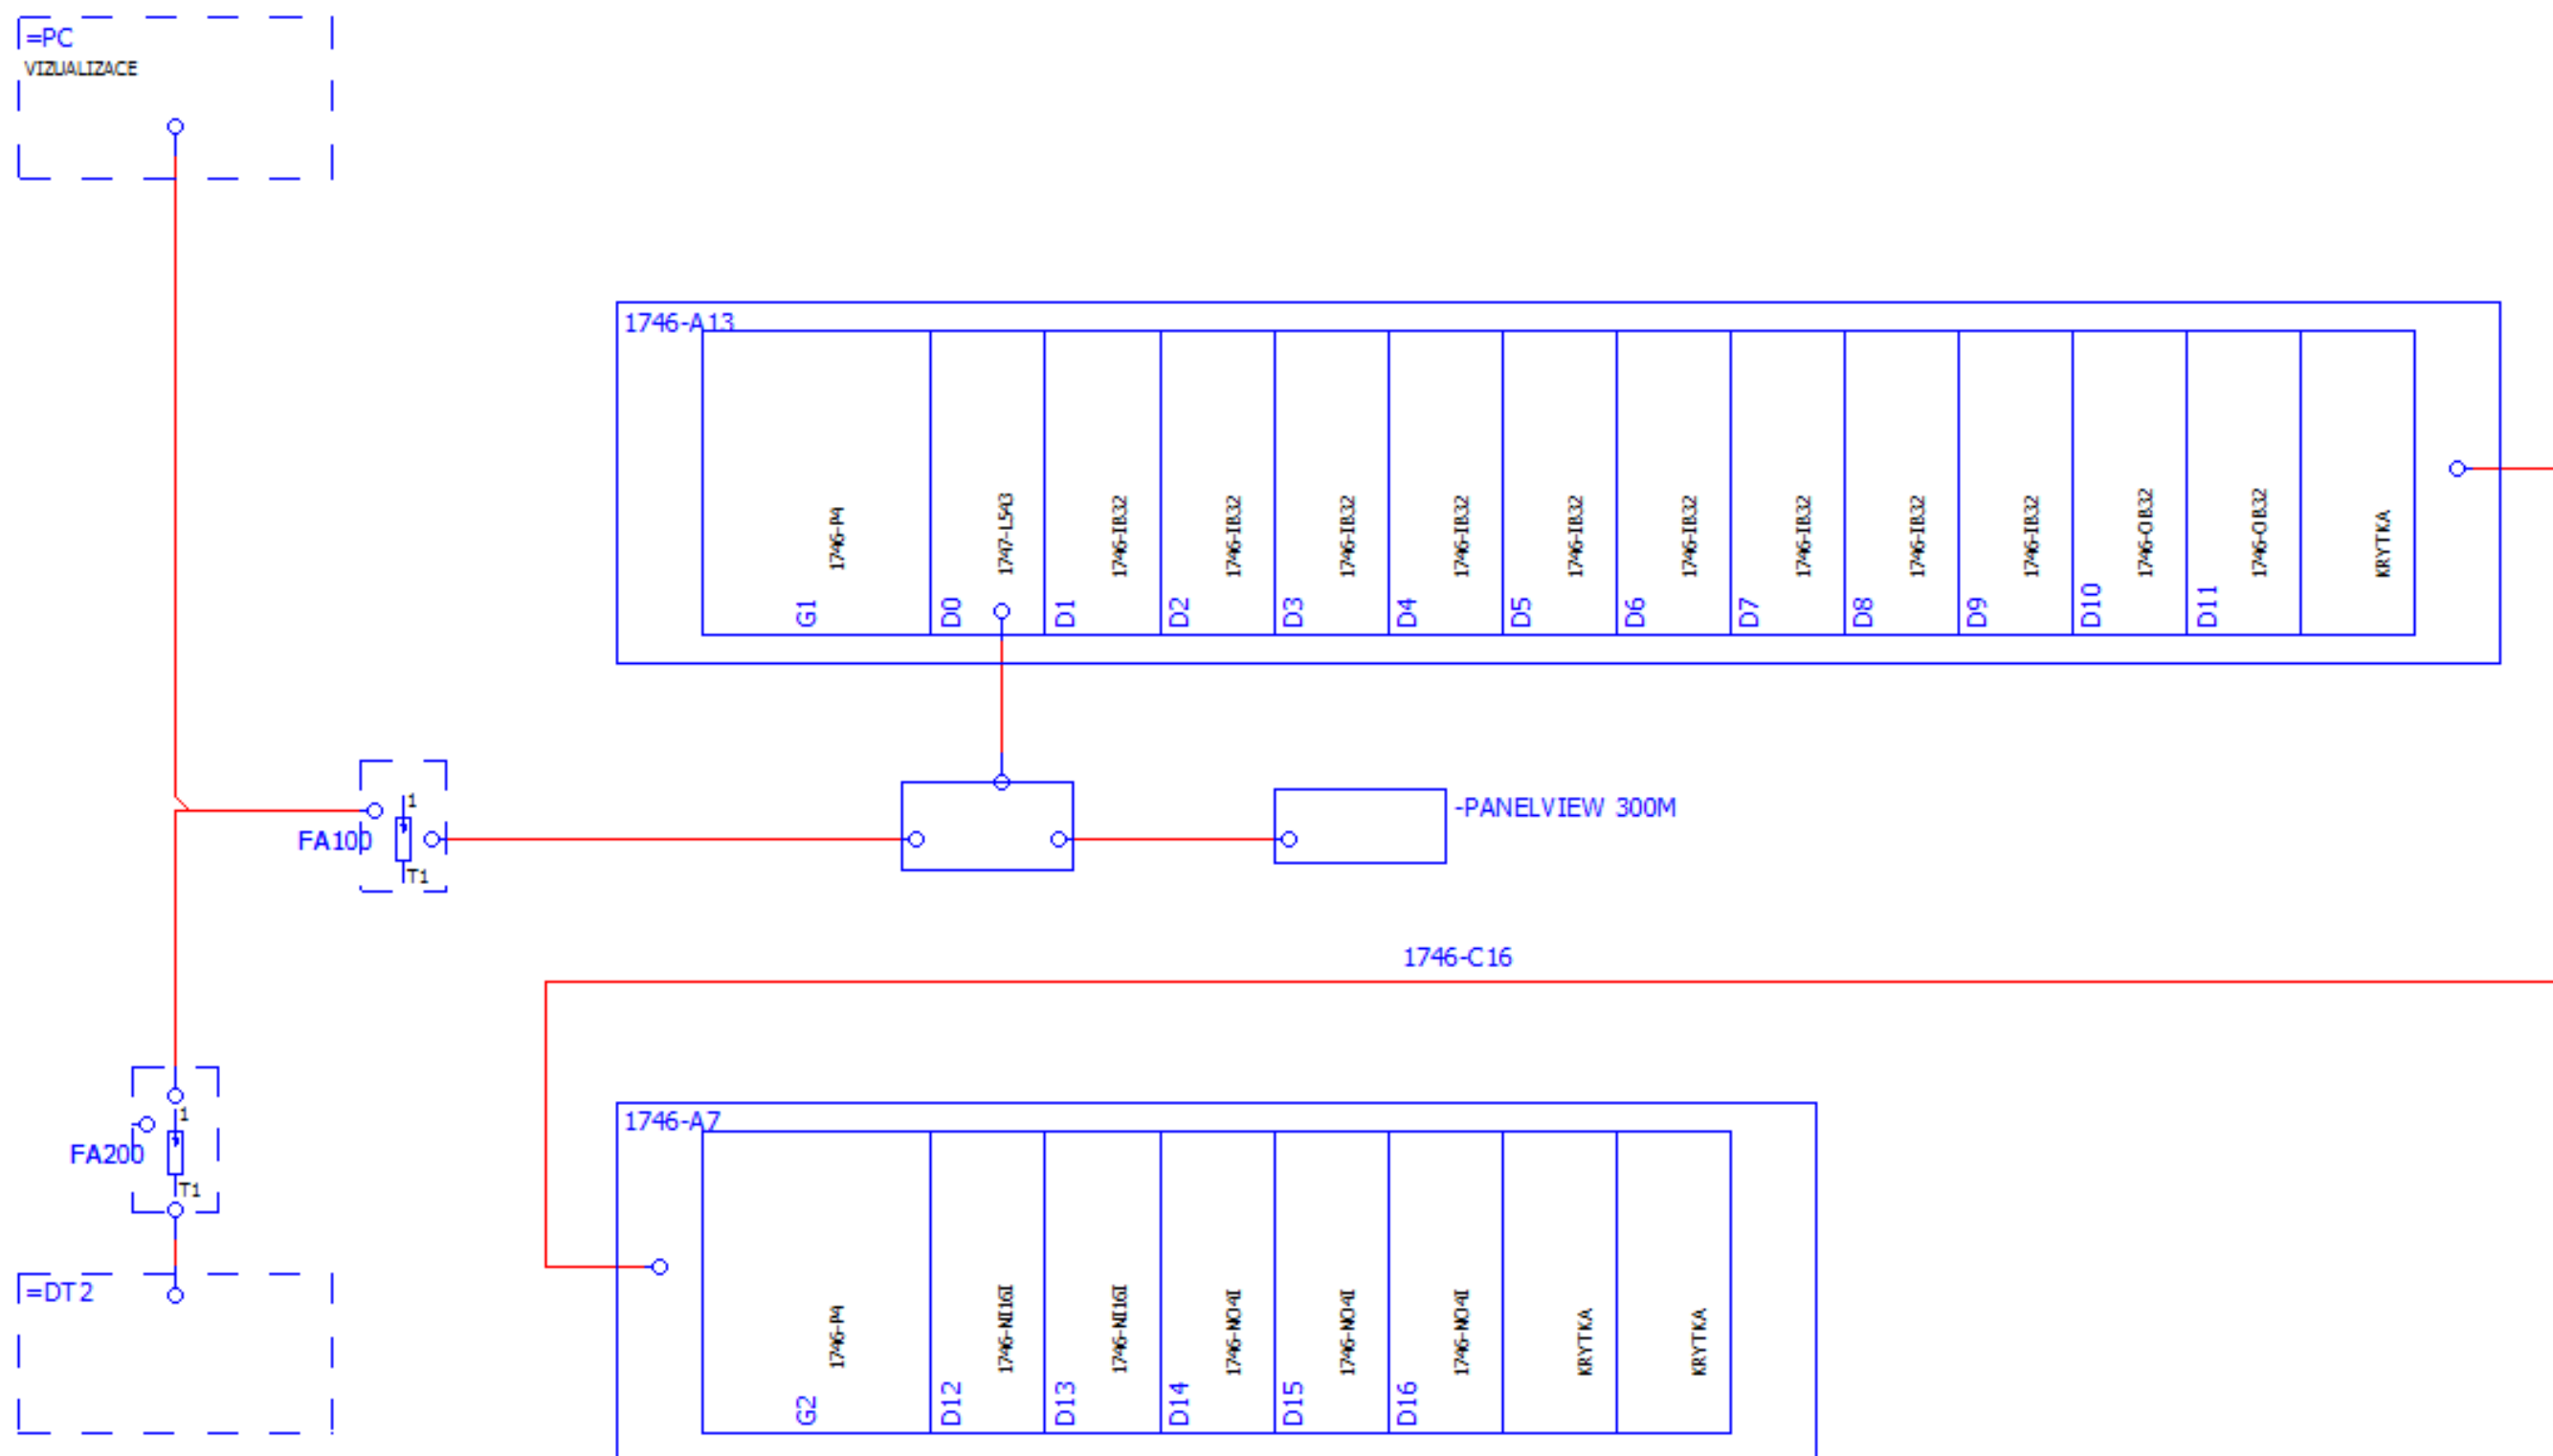 =PC
VIZUALIZACE
1746-A13
G1
1746-P4
D0
1747-L543
D1
1746-IB32
D2
1746-IB32
D3
1746-IB32
D4
1746-IB32
D5
1746-IB32
D6
1746-IB32
D7
1746-IB32
D8
1746-IB32
D9
1746-IB32
D10
1746-OB32
D11
1746-OB32
KRYTKA
FA100
1
T1
-PANELVIEW 300M
1746-C16
FA200
1
T1
=DT2
1746-A7
G2
1746-P4
D12
1746-NI16I
D13
1746-NI16I
D14
1746-NO4I
D15
1746-NO4I
D16
1746-NO4I
KRYTKA
KRYTKA